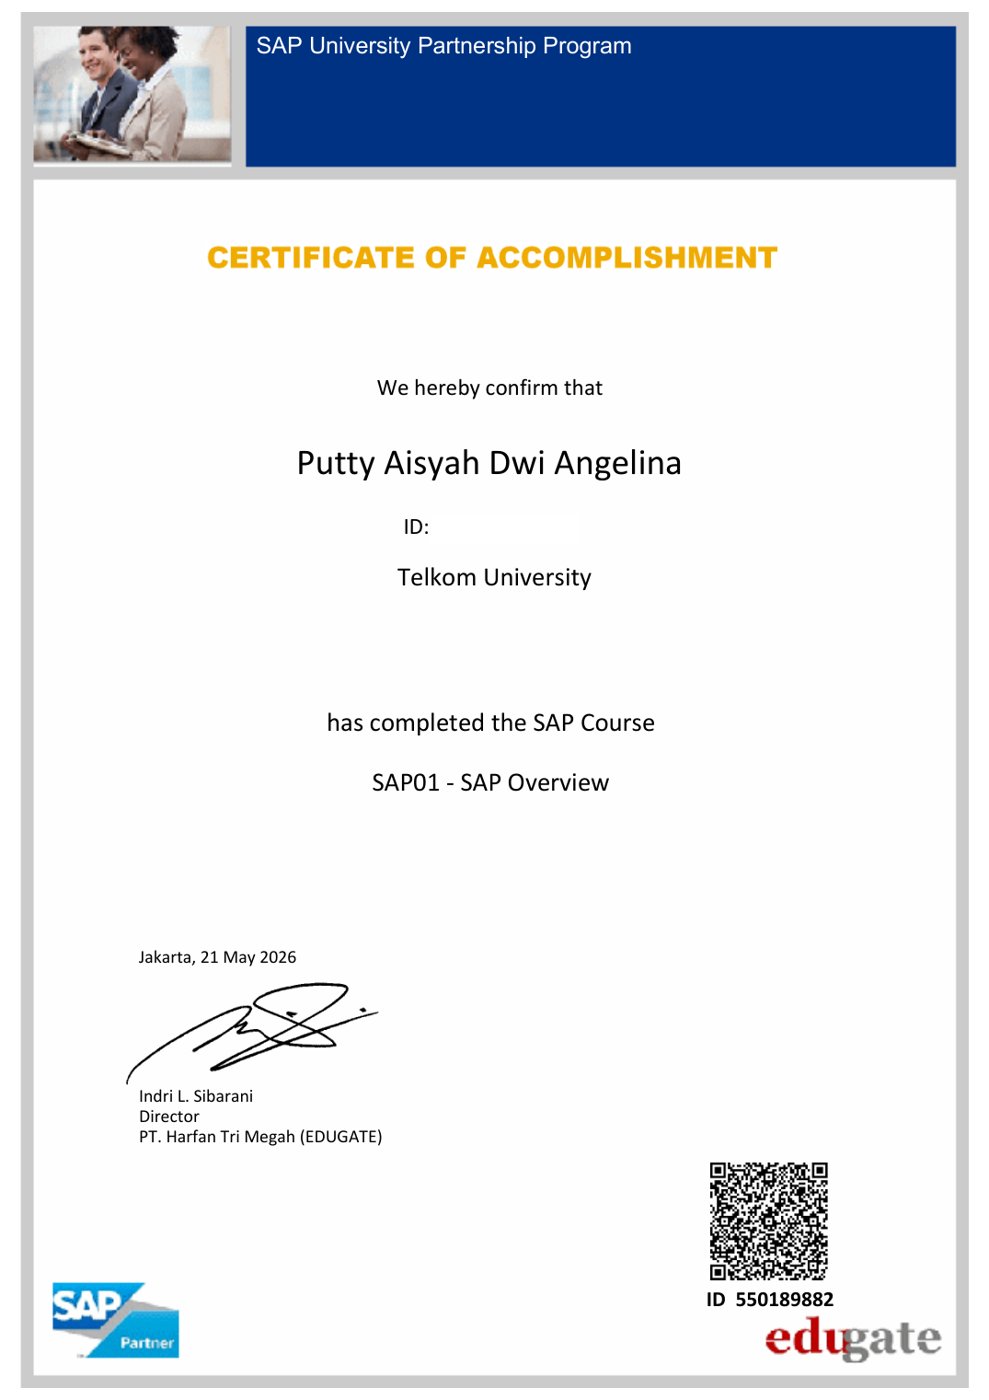 SAP University Partnership Program
CERTIFICATE OF ACCOMPLISHMENT
We hereby confirm that
Putty Aisyah Dwi Angelina
ID:
Telkom University
has completed the SAP Course
SAP01 - SAP Overview
Jakarta, 21 May 2026
Indri L. Sibarani
Director
PT. Harfan Tri Megah (EDUGATE)
ID 550189882
SAP
Partner
edugate